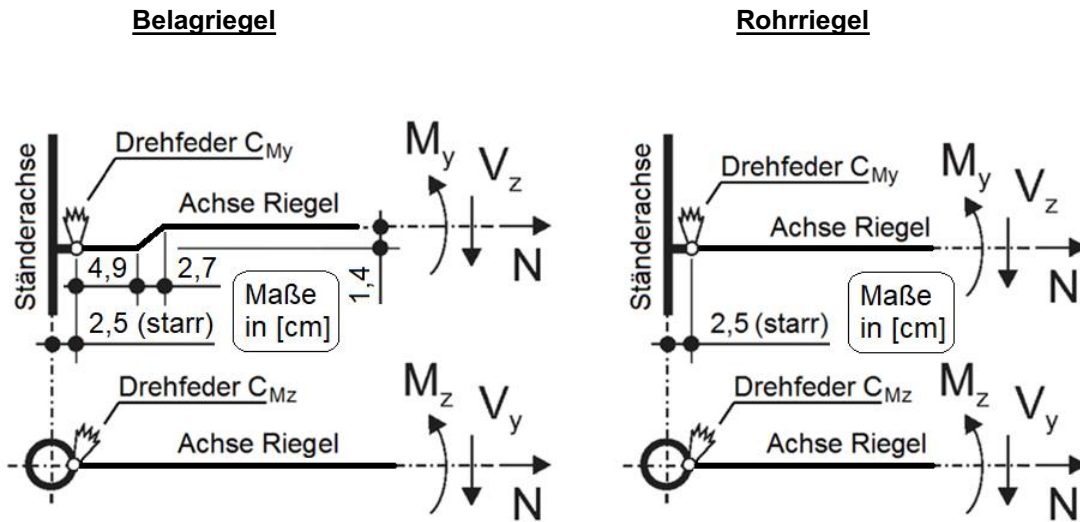 Belagriegel
Ständerachse
Drehfeder C_My
Achse Riegel
M_y
V_z
N
4,9
2,7
1,4
2,5 (starr)
Maße
in [cm]
Drehfeder C_Mz
Achse Riegel
M_z
V_y
N
Rohrriegel
Ständerachse
Drehfeder C_My
Achse Riegel
M_y
V_z
N
2,5 (starr)
Maße
in [cm]
Drehfeder C_Mz
Achse Riegel
M_z
V_y
N